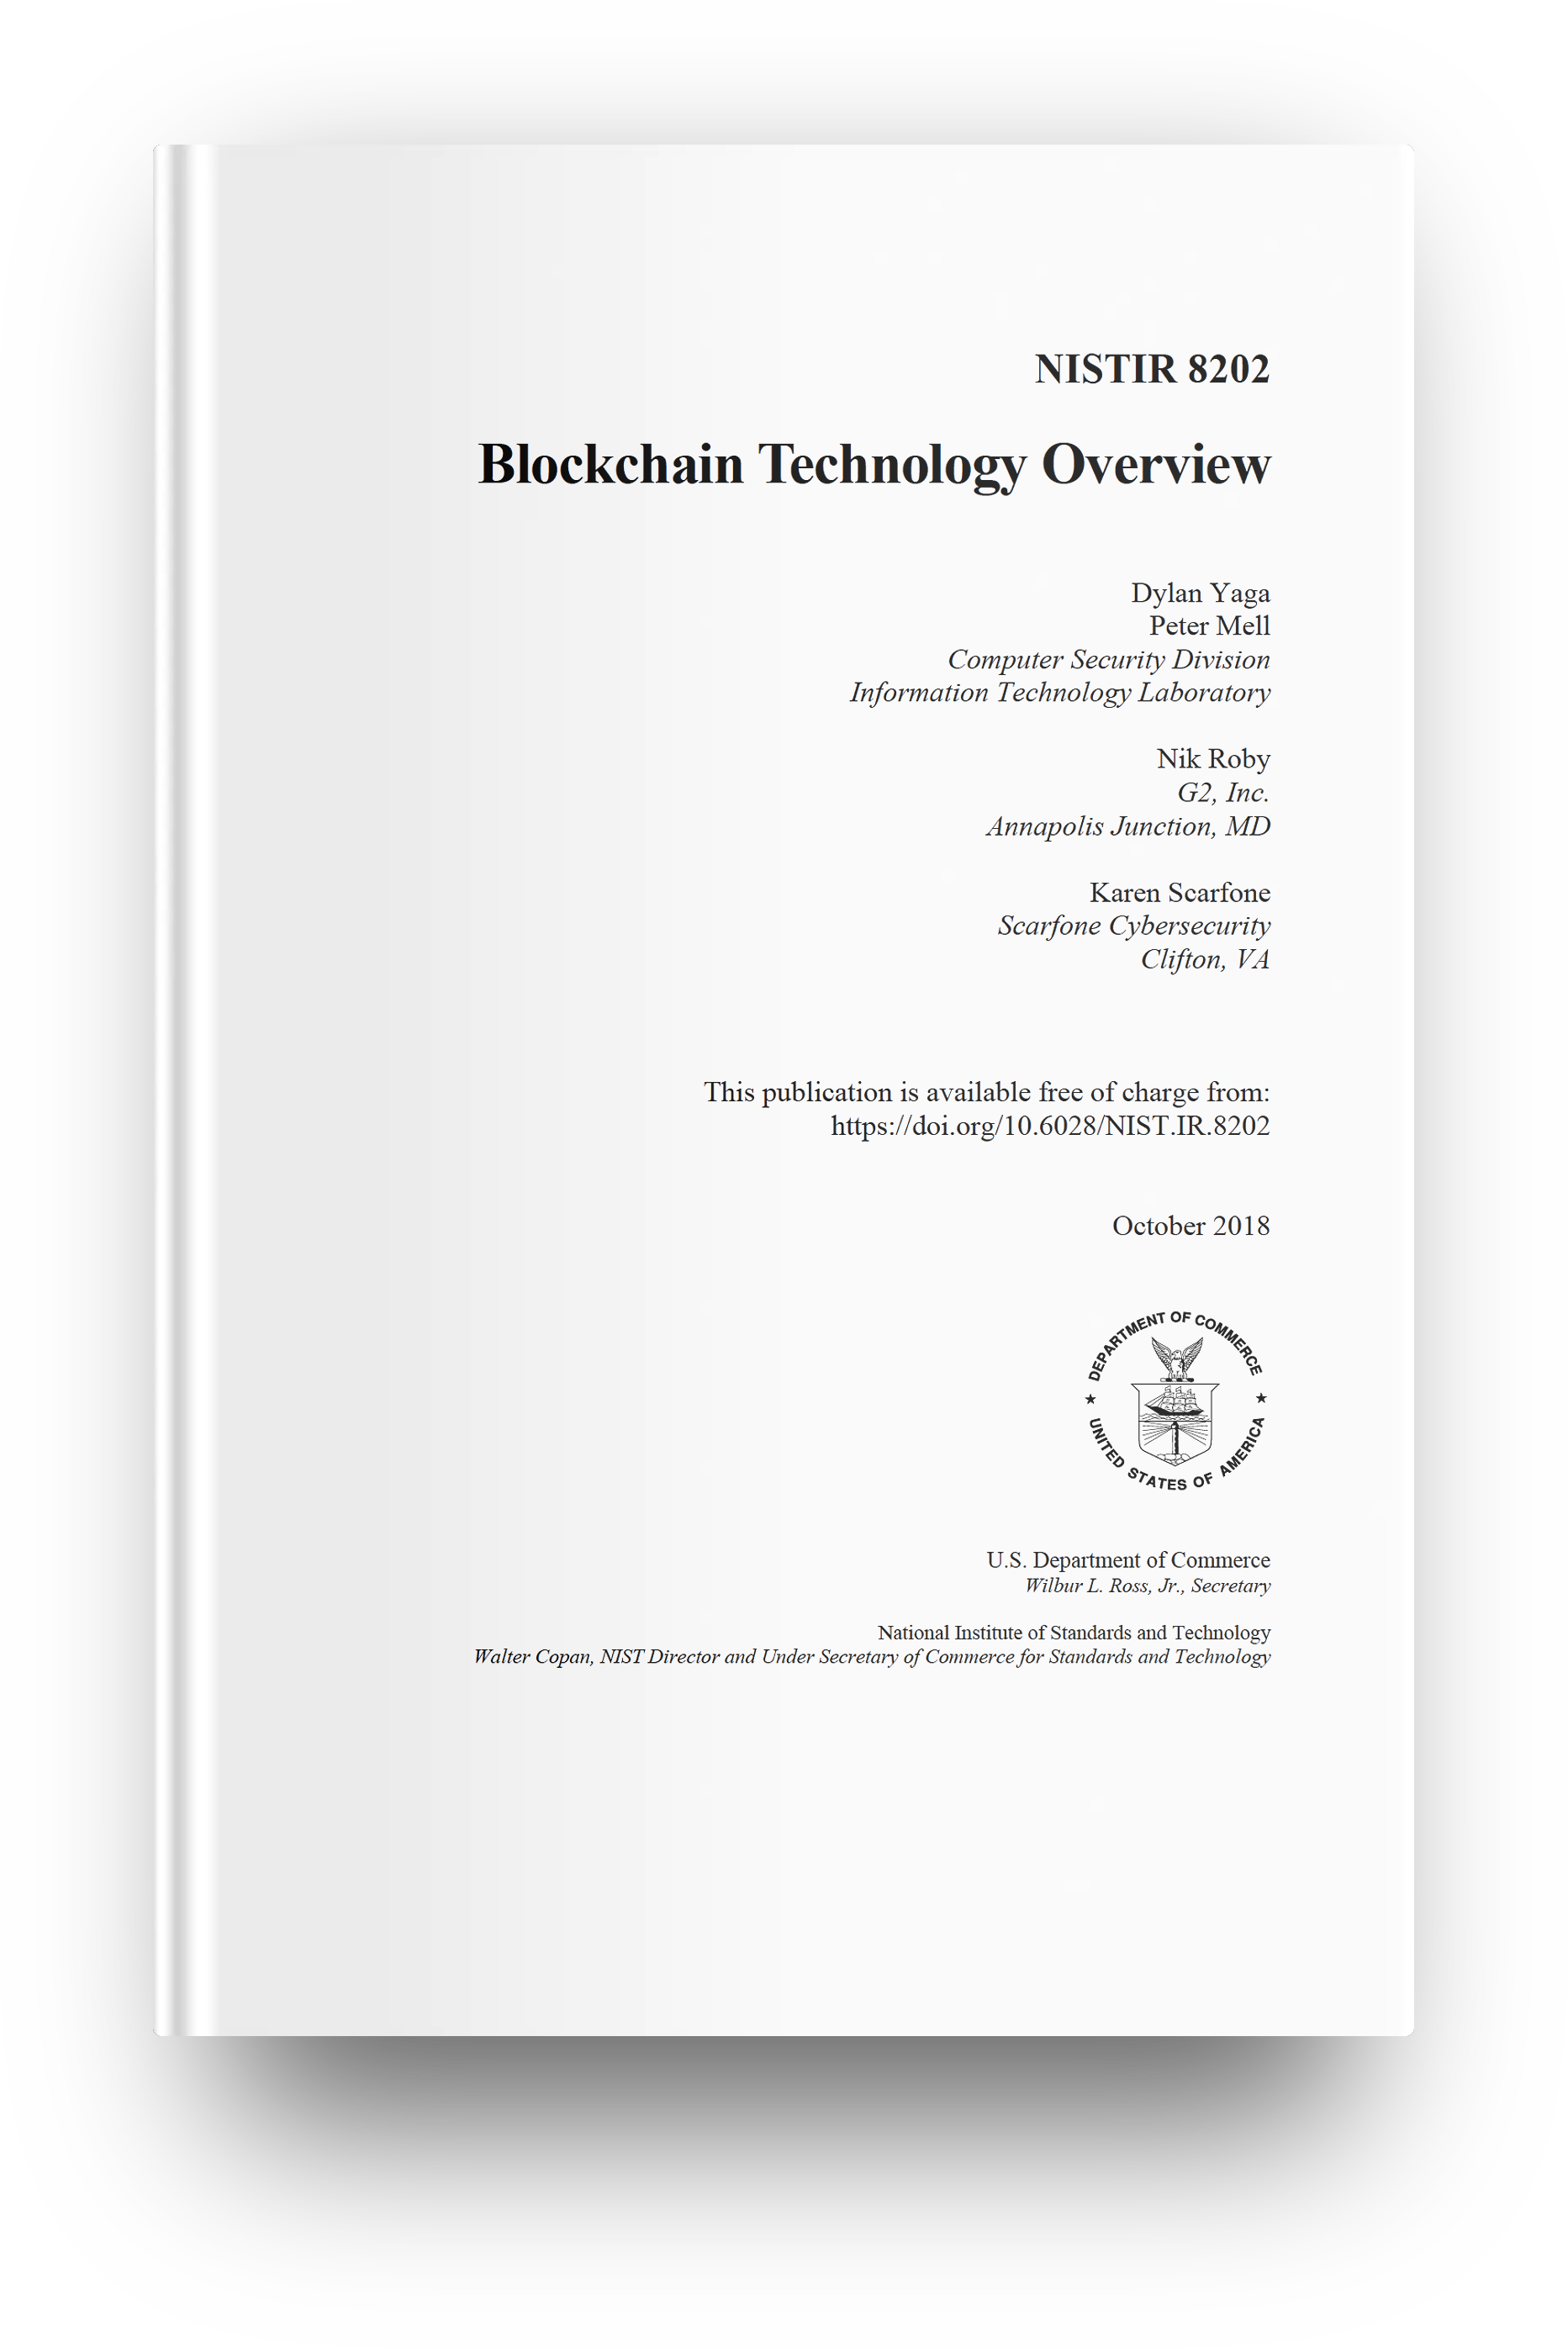 NISTIR 8202
Blockchain Technology Overview
Dylan Yaga
Peter Mell
Computer Security Division
Information Technology Laboratory
Nik Roby
G2, Inc.
Annapolis Junction, MD
Karen Scarfone
Scarfone Cybersecurity
Clifton, VA
This publication is available free of charge from:
https://doi.org/10.6028/NIST.IR.8202
October 2018
DEPARTMENT OF COMMERCE
UNITED STATES OF AMERICA
U.S. Department of Commerce
Wilbur L. Ross, Jr., Secretary
National Institute of Standards and Technology
Walter Copan, NIST Director and Under Secretary of Commerce for Standards and Technology